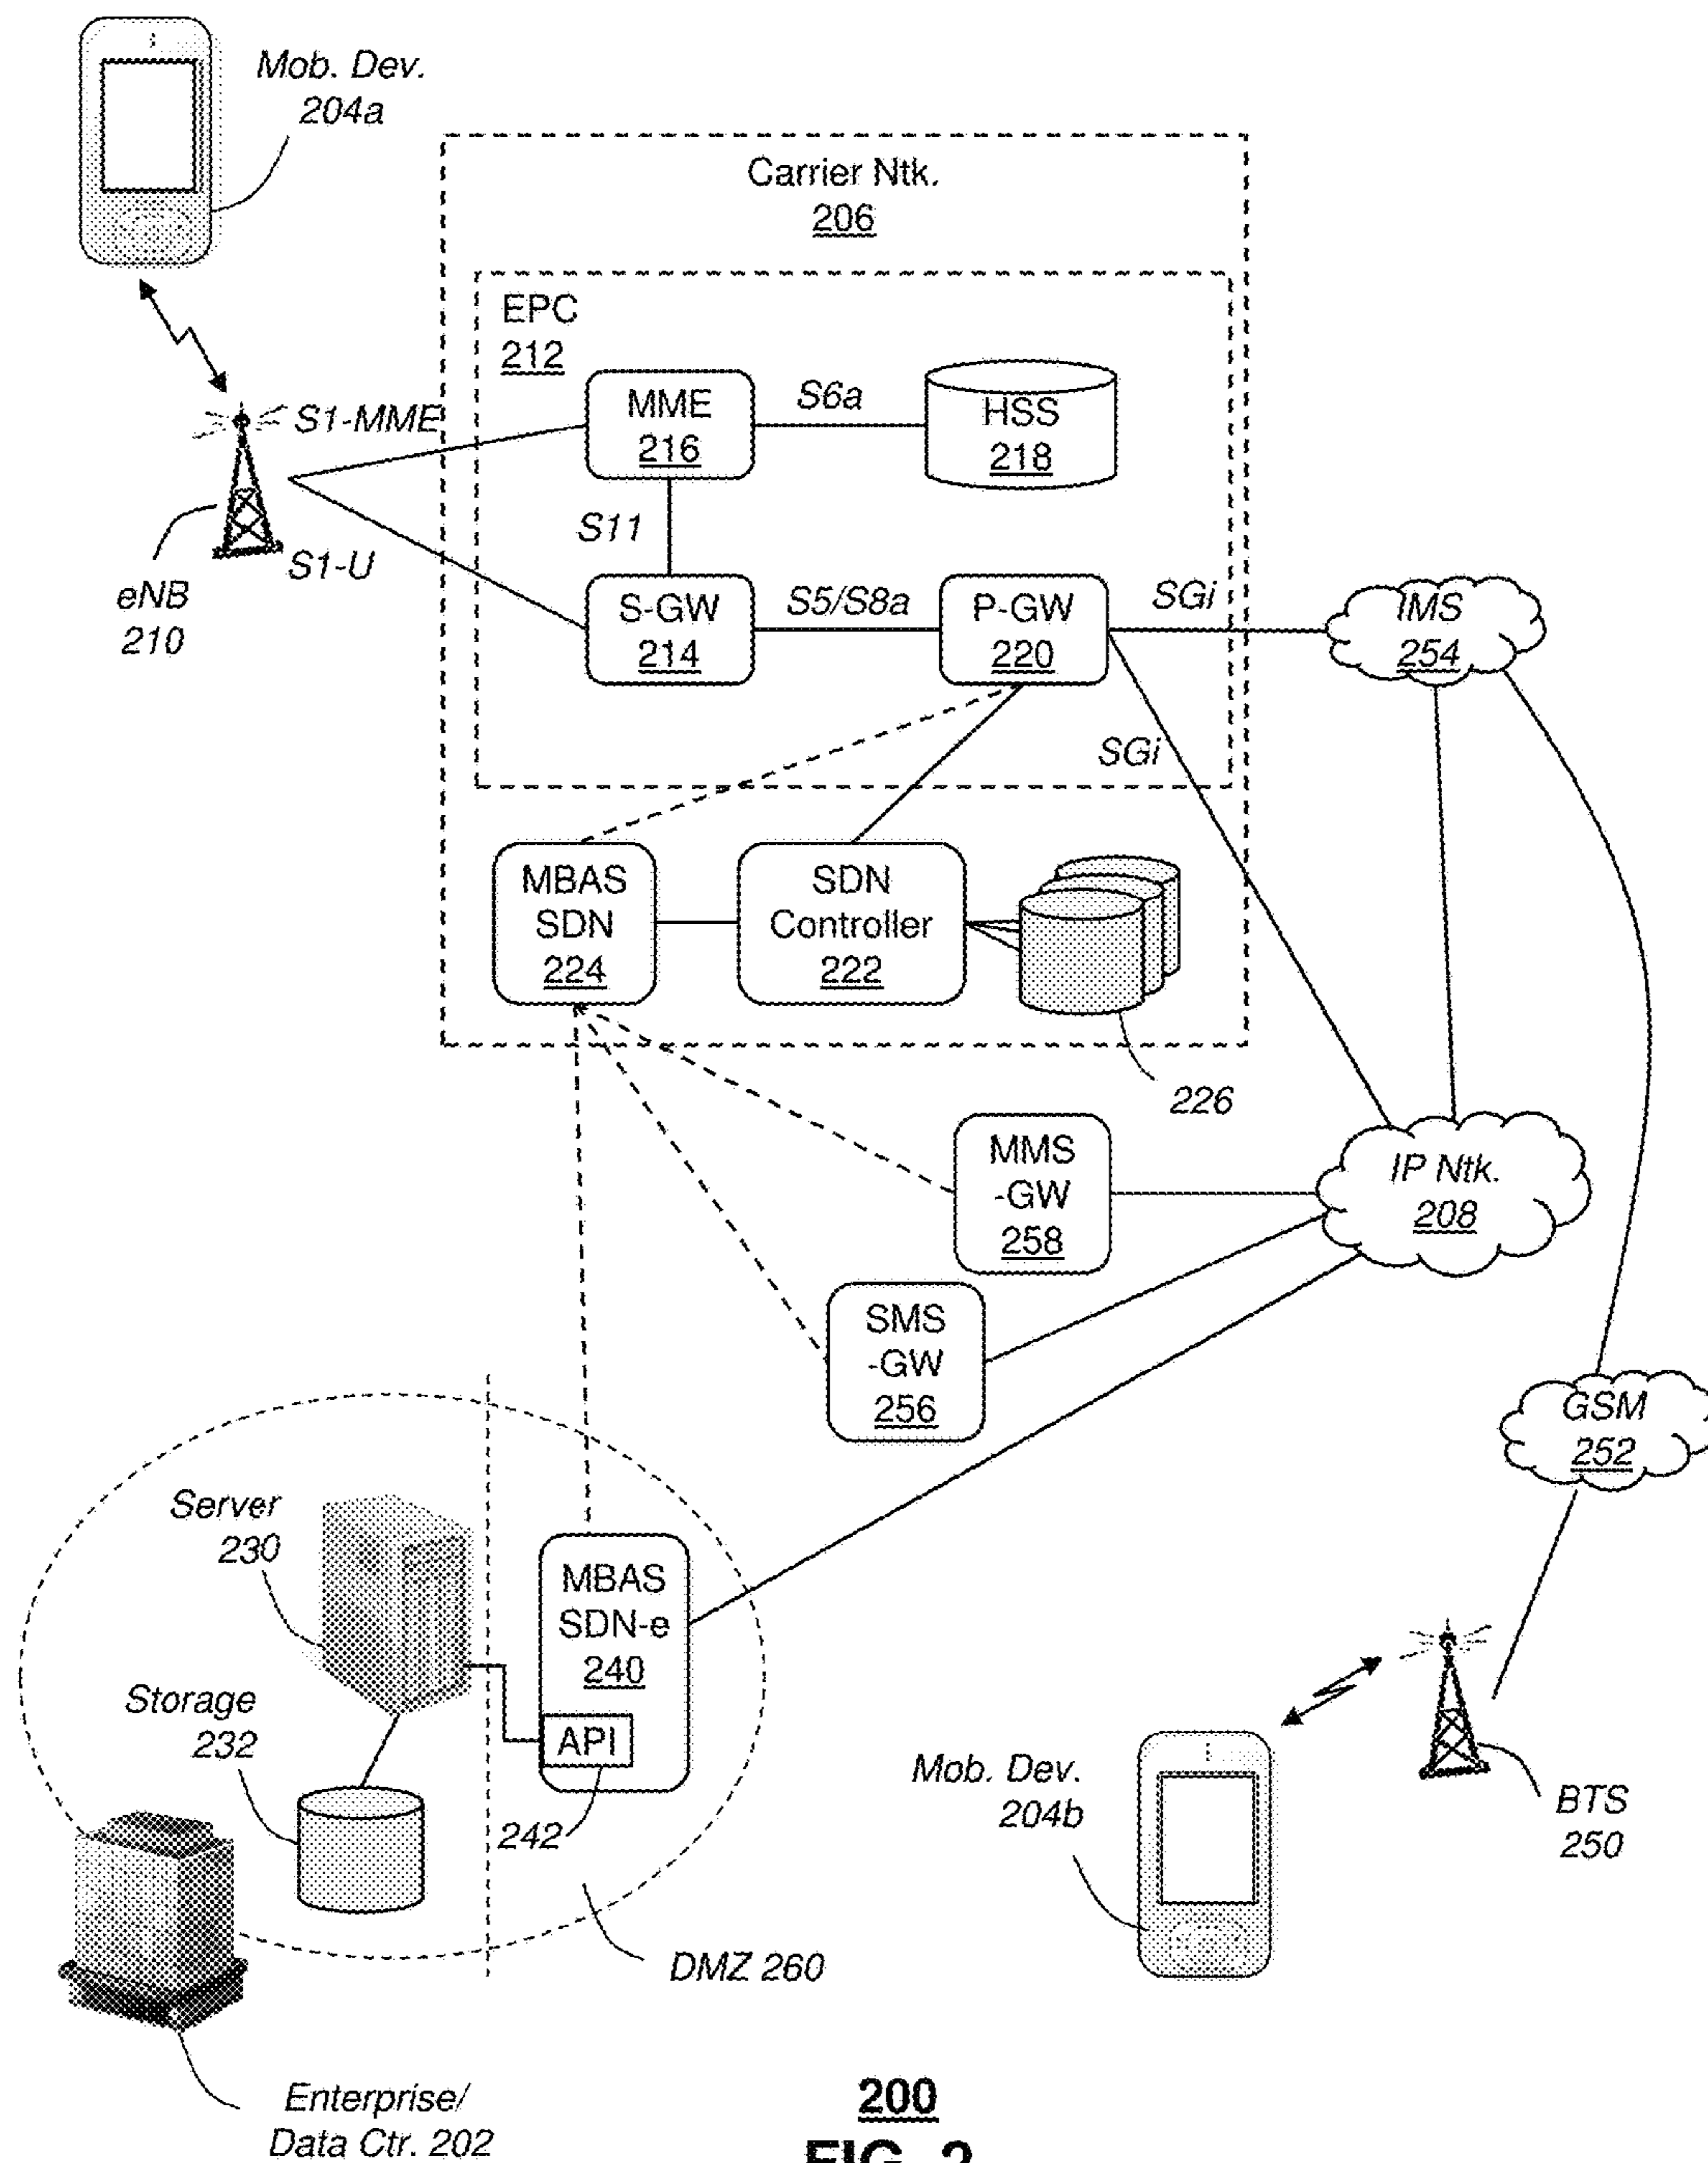 Mob. Dev.
204a
Carrier Ntk.
206
EPC
212
MME
216
S6a
HSS
218
S1-MME
S11
S1-U
eNB
210
S-GW
214
S5/S8a
P-GW
220
SGi
IMS
254
SGi
MBAS
SDN
224
SDN
Controller
222
226
MMS
-GW
258
IP Ntk.
208
SMS
-GW
256
GSM
252
Server
230
MBAS
SDN-e
240
Storage
232
API
242
Mob. Dev.
204b
BTS
250
DMZ 260
Enterprise/
Data Ctr. 202
200
FIG. 2